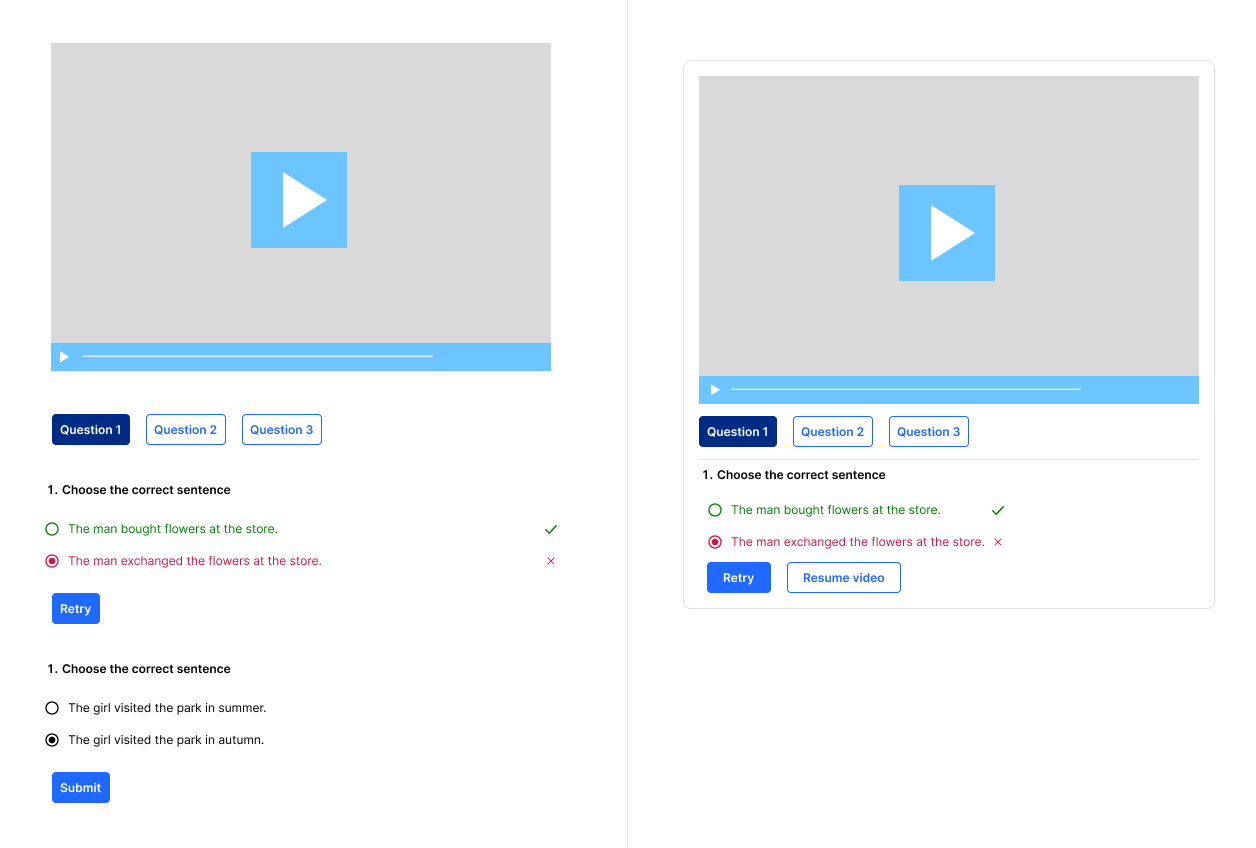 Question 1 Question 2 Question 3
1. Choose the correct sentence
The man bought flowers at the store.
The man exchanged the flowers at the store.
Retry
1. Choose the correct sentence
The girl visited the park in summer.
The girl visited the park in autumn.
Submit
Question 1 Question 2 Question 3
1. Choose the correct sentence
The man bought flowers at the store.
The man exchanged the flowers at the store.
Retry Resume video